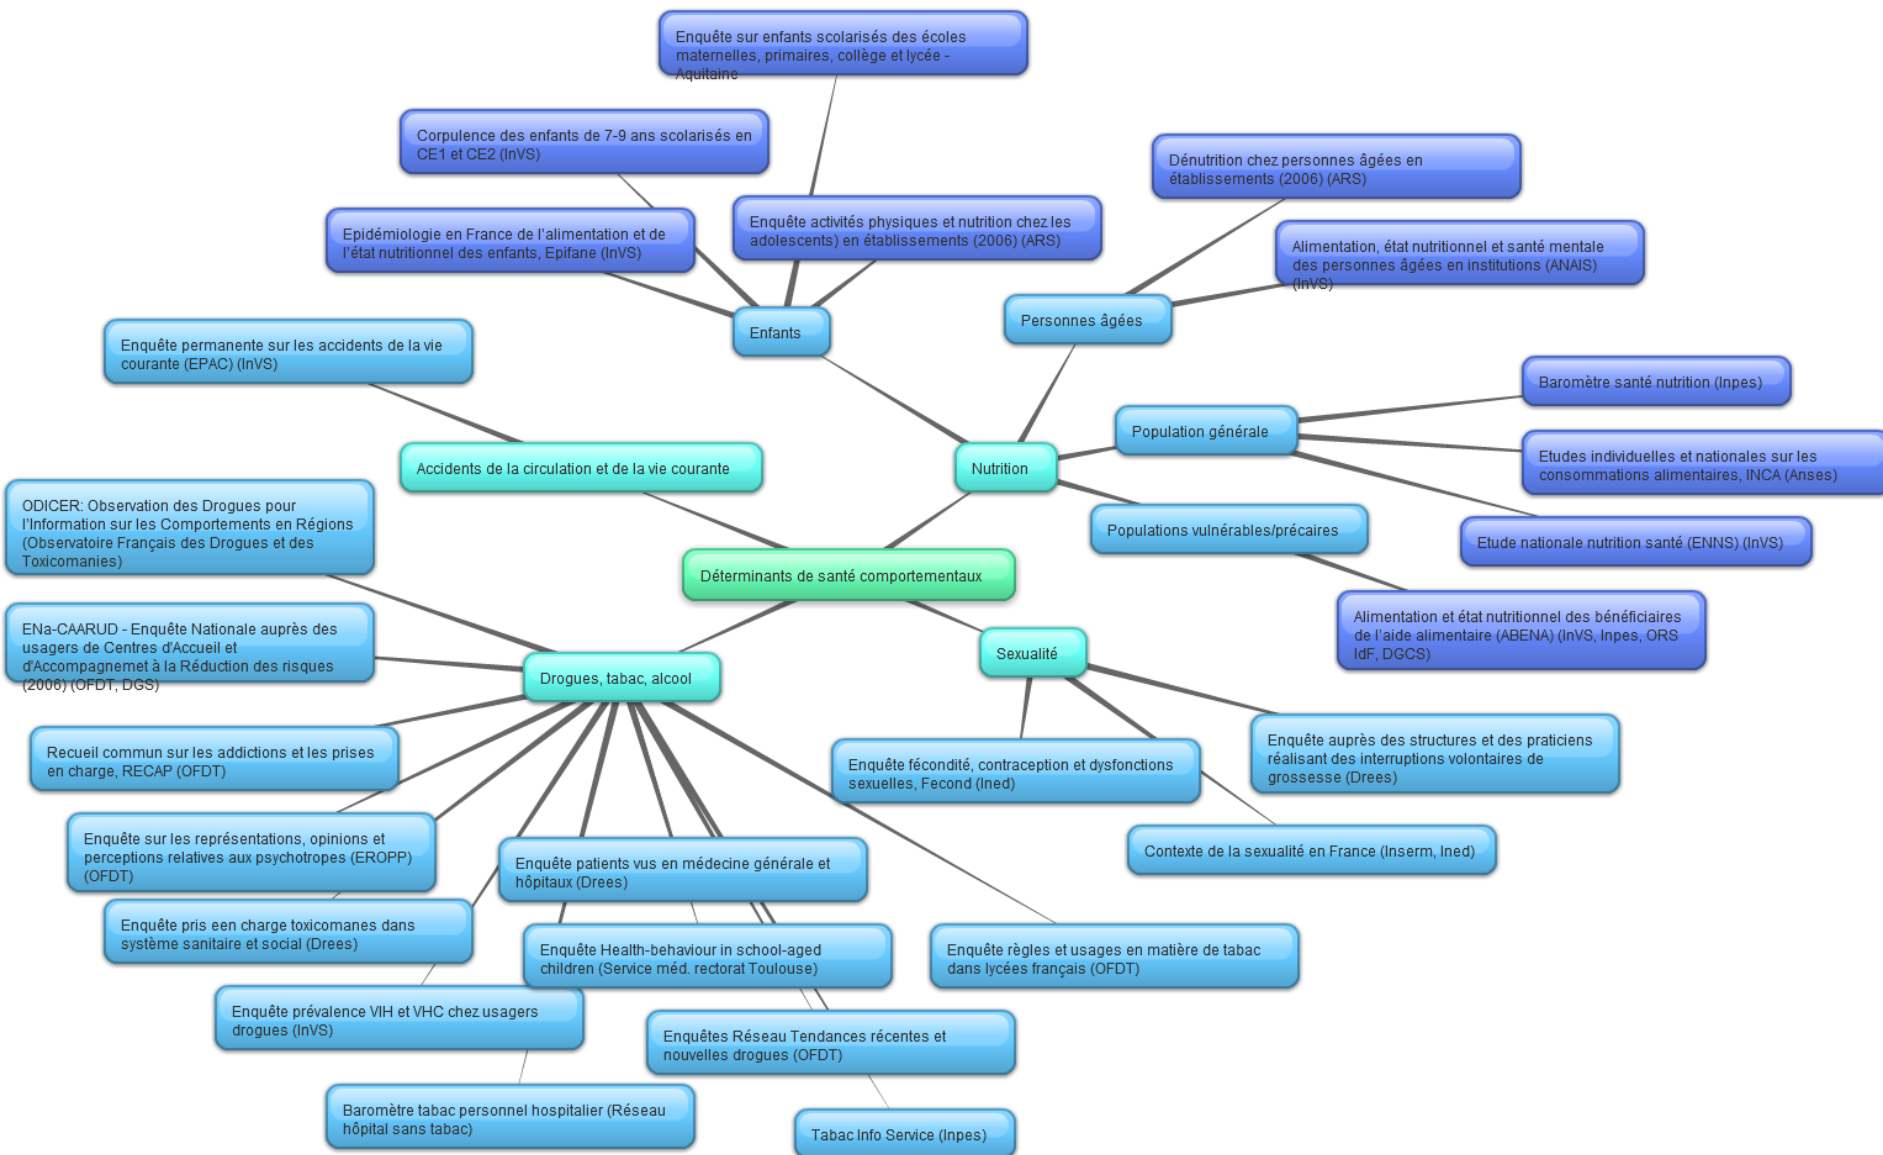 Enquête sur enfants scolarisés des écoles
maternelles, primaires, collège et lycée -
Aquitaine
Corpulence des enfants de 7-9 ans scolarisés en
CE1 et CE2 (InVS)
Dénutrition chez personnes âgées en
établissements (2006) (ARS)
Epidémiologie en France de l'alimentation et de
l'état nutritionnel des enfants, Epifane (InVS)
Enquête activités physiques et nutrition chez les
adolescents) en établissements (2006) (ARS)
Alimentation, état nutritionnel et santé mentale
des personnes âgées en institutions (ANAIS)
(InVS)
Enfants
Personnes âgées
Enquête permanente sur les accidents de la vie
courante (EPAC) (InVS)
Baromètre santé nutrition (Inpes)
Population générale
Accidents de la circulation et de la vie courante
Nutrition
Etudes individuelles et nationales sur les
consommations alimentaires, INCA (Anses)
ODICER: Observation des Drogues pour
l'Information sur les Comportements en Régions
(Observatoire Français des Drogues et des
Toxicomanies)
Populations vulnérables/précaires
Etude nationale nutrition santé (ENNS) (InVS)
Déterminants de santé comportementaux
ENa-CAARUD - Enquête Nationale auprès des
usagers de Centres d'Accueil et
d'Accompagnemet à la Réduction des risques
(2006) (OFDT, DGS)
Alimentation et état nutritionnel des bénéficiaires
de l'aide alimentaire (ABENA) (InVS, Inpes, ORS
IdF, DGCS)
Drogues, tabac, alcool
Sexualité
Recueil commun sur les addictions et les prises
en charge, RECAP (OFDT)
Enquête fécondité, contraception et dysfonctions
sexuelles, Fecond (Ined)
Enquête auprès des structures et des praticiens
réalisant des interruptions volontaires de
grossesse (Drees)
Enquête sur les représentations, opinions et
perceptions relatives aux psychotropes (EROPP)
(OFDT)
Enquête patients vus en médecine générale et
hôpitaux (Drees)
Contexte de la sexualité en France (Inserm, Ined)
Enquête pris een charge toxicomanes dans
système sanitaire et social (Drees)
Enquête Health-behaviour in school-aged
children (Service méd. rectorat Toulouse)
Enquête règles et usages en matière de tabac
dans lycées français (OFDT)
Enquête prévalence VIH et VHC chez usagers
drogues (InVS)
Enquêtes Réseau Tendances récentes et
nouvelles drogues (OFDT)
Baromètre tabac personnel hospitalier (Réseau
hôpital sans tabac)
Tabac Info Service (Inpes)